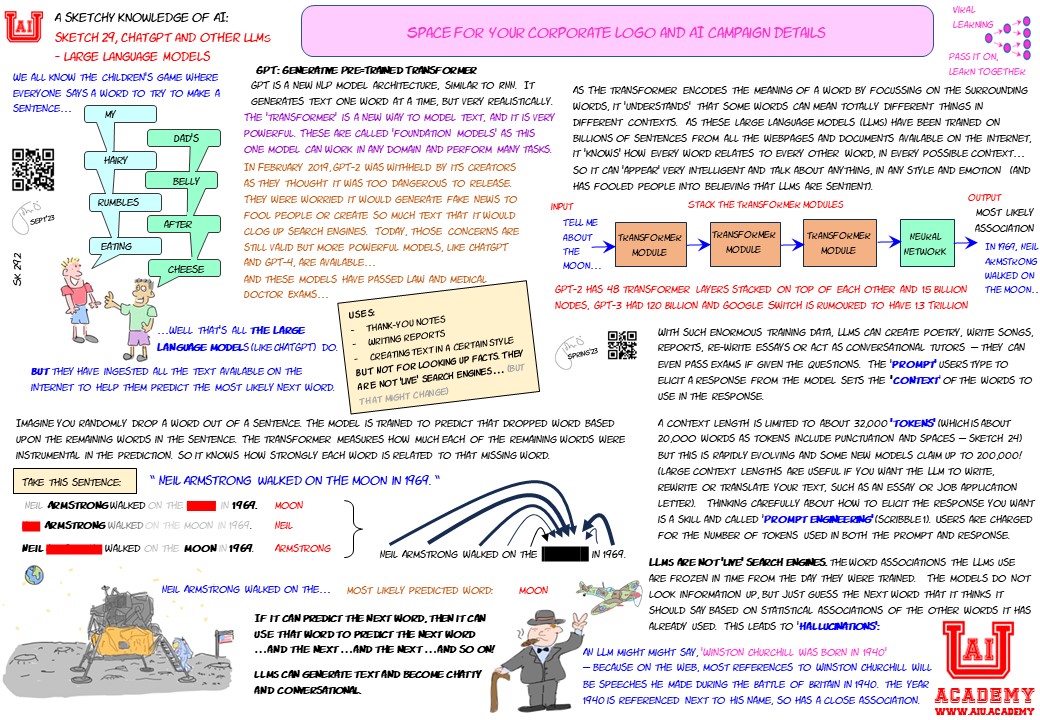 A SKETCHY KNOWLEDGE OF AI:
SKETCH 29, CHATGPT AND OTHER LLMs
- LARGE LANGUAGE MODELS
SPACE FOR YOUR CORPORATE LOGO AND AI CAMPAIGN DETAILS
VIRAL
LEARNING
PASS IT ON,
LEARN TOGETHER
AI
WE ALL KNOW THE CHILDREN'S GAME WHERE
EVERYONE SAYS A WORD TO TRY TO MAKE A
SENTENCE...
MY
DAD'S
HAIRY
BELLY
RUMBLES
AFTER
EATING
CHEESE
SEPT'23
SK 29.2
...WELL THAT'S ALL THE LARGE
LANGUAGE MODELS (LIKE CHATGPT) DO.
BUT THEY HAVE INGESTED ALL THE TEXT AVAILABLE ON THE
INTERNET TO HELP THEM PREDICT THE MOST LIKELY NEXT WORD.
GPT: GENERATIVE PRE=TRAINED TRANSFORMER
GPT IS A NEW NLP MODEL ARCHITECTURE, SIMILAR TO RNN. IT
GENERATES TEXT ONE WORD AT A TIME, BUT VERY REALISTICALLY.
THE 'TRANSFORMER' IS A NEW WAY TO MODEL TEXT, AND IT IS VERY
POWERFUL. THESE ARE CALLED 'FOUNDATION MODELS' AS THIS
ONE MODEL CAN WORK IN ANY DOMAIN AND PERFORM MANY TASKS.
IN FEBRUARY 2019, GPT-2 WAS WITHHELD BY ITS CREATORS
AS THEY THOUGHT IT WAS TOO DANGEROUS TO RELEASE.
THEY WERE WORRIED IT WOULD GENERATE FAKE NEWS TO
FOOL PEOPLE OR CREATE SO MUCH TEXT THAT IT WOULD
CLOG UP SEARCH ENGINES. TODAY, THOSE CONCERNS ARE
STILL VALID BUT MORE POWERFUL MODELS, LIKE CHATGPT
AND GPT-4, ARE AVAILABLE...
AND THESE MODELS HAVE PASSED LAW AND MEDICAL
DOCTOR EXAMS...
USES:
- THANK-YOU NOTES
- WRITING REPORTS
- CREATING TEXT IN A CERTAIN STYLE
BUT NOT FOR LOOKING UP FACTS. THEY
ARE NOT 'LIVE' SEARCH ENGINES... (BUT
THAT MIGHT CHANGE)
AS THE TRANSFORMER ENCODES THE MEANING OF A WORD BY FOCUSSING ON THE SURROUNDING
WORDS, IT 'UNDERSTANDS' THAT SOME WORDS CAN MEAN TOTALLY DIFFERENT THINGS IN
DIFFERENT CONTEXTS. AS THESE LARGE LANGUAGE MODELS (LLMs) HAVE BEEN TRAINED ON
BILLIONS OF SENTENCES FROM ALL THE WEBPAGES AND DOCUMENTS AVAILABLE ON THE INTERNET,
IT 'KNOWS' HOW EVERY WORD RELATES TO EVERY OTHER WORD, IN EVERY POSSIBLE CONTEXT...
SO IT CAN 'APPEAR' VERY INTELLIGENT AND TALK ABOUT ANYTHING, IN ANY STYLE AND EMOTION (AND
HAS FOOLED PEOPLE INTO BELIEVING THAT LLMs ARE SENTIENT).
INPUT
STACK THE TRANSFORMER MODULES
OUTPUT
TELL ME
ABOUT
THE
MOON...
TRANSFORMER
MODULE
TRANSFORMER
MODULE
TRANSFORMER
MODULE
NEURAL
NETWORK
MOST LIKELY
ASSOCIATION
IN 1969, NEIL
ARMSTRONG
WALKED ON
THE MOON...
GPT-2 HAS 48 TRANSFORMER LAYERS STACKED ON TOP OF EACH OTHER AND 1.5 BILLION
NODES, GPT-3 HAD 120 BILLION AND GOOGLE SWITCH IS RUMOURED TO HAVE 1.3 TRILLION
SPRING'23
WITH SUCH ENORMOUS TRAINING DATA, LLMs CAN CREATE POETRY, WRITE SONGS,
REPORTS, RE-WRITE ESSAYS OR ACT AS CONVERSATIONAL TUTORS – THEY CAN
EVEN PASS EXAMS IF GIVEN THE QUESTIONS. THE 'PROMPT' USERS TYPE TO
ELICIT A RESPONSE FROM THE MODEL SETS THE 'CONTEXT' OF THE WORDS TO
USE IN THE RESPONSE.
A CONTEXT LENGTH IS LIMITED TO ABOUT 32,000 'TOKENS' (WHICH IS ABOUT
20,000 WORDS AS TOKENS INCLUDE PUNCTUATION AND SPACES – SKETCH 24)
BUT THIS IS RAPIDLY EVOLVING AND SOME NEW MODELS CLAIM UP TO 200,000!
(LARGE CONTEXT LENGTHS ARE USEFUL IF YOU WANT THE LLM TO WRITE,
REWRITE OR TRANSLATE YOUR TEXT, SUCH AS AN ESSAY OR JOB APPLICATION
LETTER). THINKING CAREFULLY ABOUT HOW TO ELICIT THE RESPONSE YOU WANT
IS A SKILL AND CALLED 'PROMPT ENGINEERING' (SCRIBBLE 1). USERS ARE CHARGED
FOR THE NUMBER OF TOKENS USED IN BOTH THE PROMPT AND RESPONSE.
IMAGINE YOU RANDOMLY DROP A WORD OUT OF A SENTENCE. THE MODEL IS TRAINED TO PREDICT THAT DROPPED WORD BASED
UPON THE REMAINING WORDS IN THE SENTENCE. THE TRANSFORMER MEASURES HOW MUCH EACH OF THE REMAINING WORDS WERE
INSTRUMENTAL IN THE PREDICTION. SO IT KNOWS HOW STRONGLY EACH WORD IS RELATED TO THAT MISSING WORD.
TAKE THIS SENTENCE:
" NEIL ARMSTRONG WALKED ON THE MOON IN 1969. "
NEIL ARMSTRONG WALKED ON THE IN 1969. MOON
ARMSTRONG WALKED ON THE MOON IN 1969. NEIL
NEIL WALKED ON THE MOON IN 1969. ARMSTRONG
NEIL ARMSTRONG WALKED ON THE IN 1969.
NEIL ARMSTRONG WALKED ON THE... MOST LIKELY PREDICTED WORD: MOON
IF IT CAN PREDICT THE NEXT WORD, THEN IT CAN
USE THAT WORD TO PREDICT THE NEXT WORD
...AND THE NEXT ...AND THE NEXT ...AND SO ON!
LLMs CAN GENERATE TEXT AND BECOME CHATTY
AND CONVERSATIONAL.
LLMs ARE NOT 'LIVE' SEARCH ENGINES. THE WORD ASSOCIATIONS THE LLMs USE
ARE FROZEN IN TIME FROM THE DAY THEY WERE TRAINED. THE MODELS DO NOT
LOOK INFORMATION UP, BUT JUST GUESS THE NEXT WORD THAT IT THINKS IT
SHOULD SAY BASED ON STATISTICAL ASSOCIATIONS OF THE OTHER WORDS IT HAS
ALREADY USED. THIS LEADS TO 'HALLUCINATIONS':
AN LLM MIGHT MIGHT SAY, 'WINSTON CHURCHILL WAS BORN IN 1940'
– BECAUSE ON THE WEB, MOST REFERENCES TO WINSTON CHURCHILL WILL
BE SPEECHES HE MADE DURING THE BATTLE OF BRITAIN IN 1940. THE YEAR
1940 IS REFERENCED NEXT TO HIS NAME, SO HAS A CLOSE ASSOCIATION.
AI
ACADEMY
WWW.AIU.ACADEMY